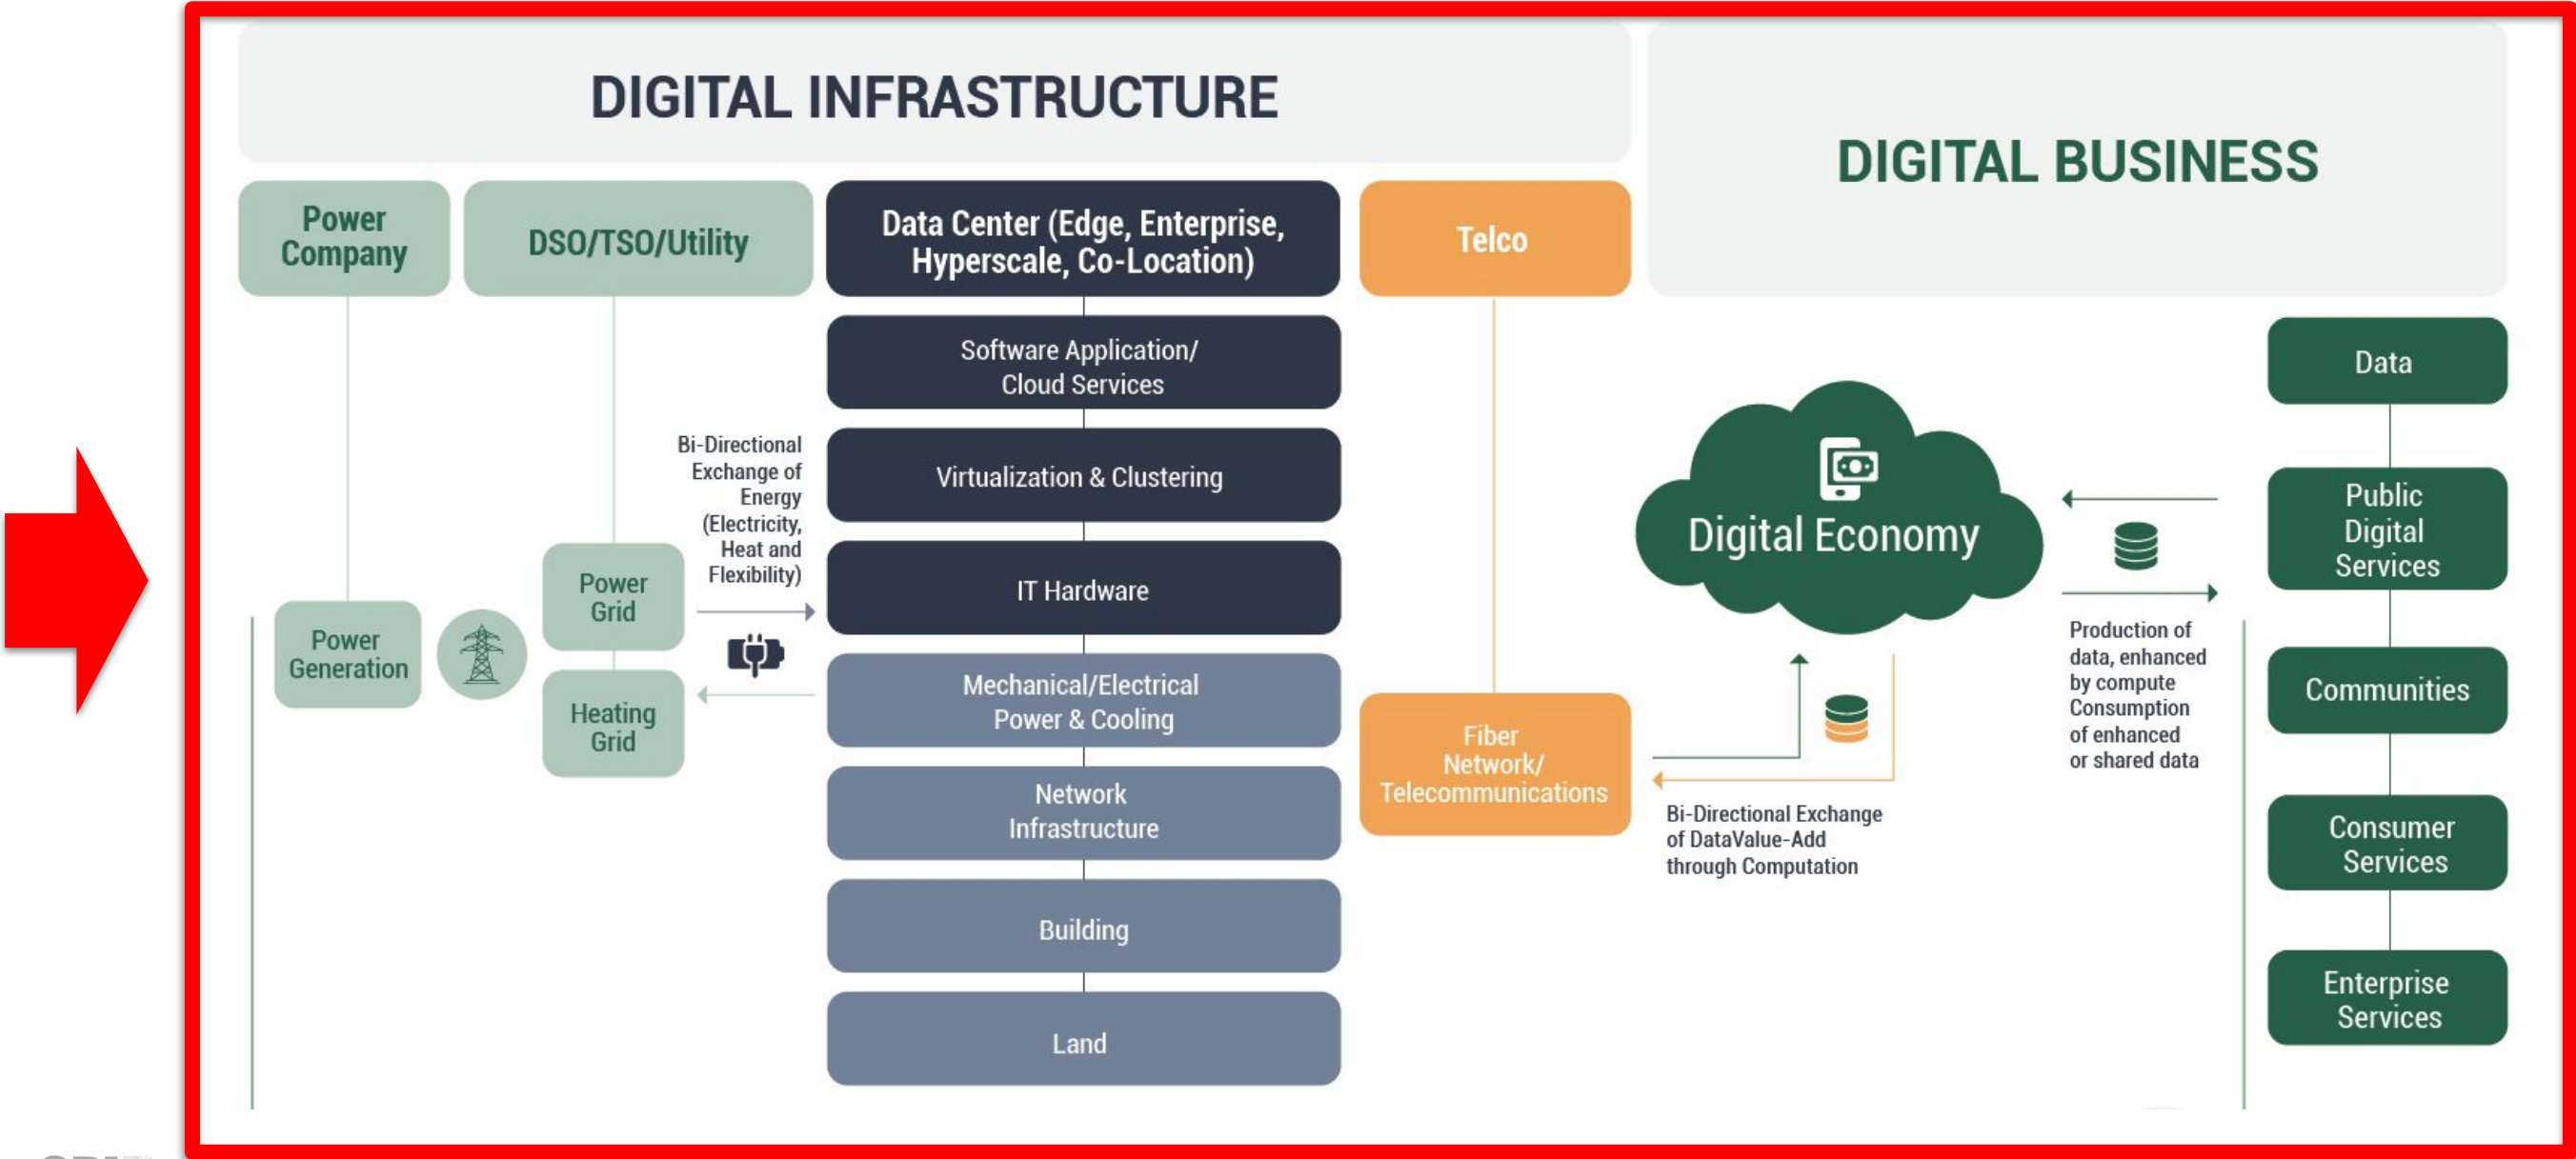 DIGITAL INFRASTRUCTURE
DIGITAL BUSINESS
Power
Company
DSO/TSO/Utility
Data Center (Edge, Enterprise,
Hyperscale, Co-Location)
Telco
Software Application/
Cloud Services
Virtualization & Clustering
IT Hardware
Mechanical/Electrical
Power & Cooling
Network
Infrastructure
Building
Land
Bi-Directional
Exchange of
Energy
(Electricity,
Heat and
Flexibility)
Power
Generation
Power
Grid
Heating
Grid
Fiber
Network/
Telecommunications
Digital Economy
Bi-Directional Exchange
of DataValue-Add
through Computation
Production of
data, enhanced
by compute
Consumption
of enhanced
or shared data
Data
Public
Digital
Services
Communities
Consumer
Services
Enterprise
Services